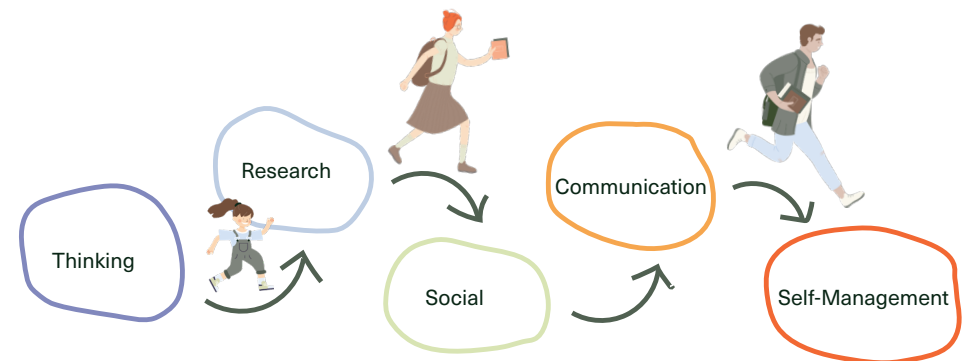 Thinking
Research
Social
Communication
Self-Management